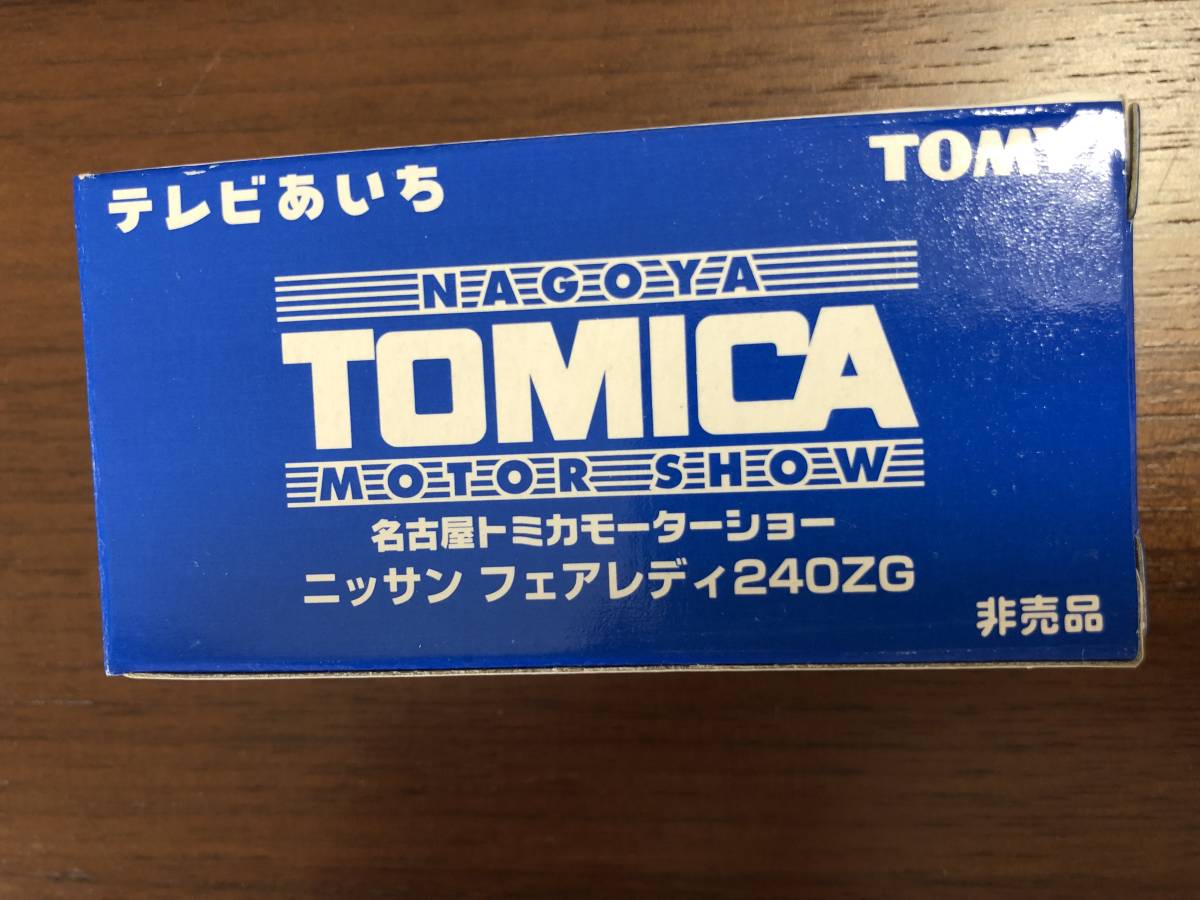 テレビあいち
TOMY
NAGOYA
TOMICA
MOTOR SHOW
名古屋トミカモーターショー
ニッサン フェアレディ240ZG
非売品